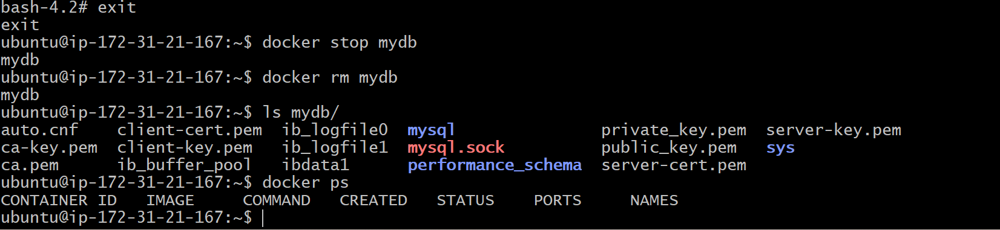 bash-4.2# exit
exit
ubuntu@ip-172-31-21-167:~$ docker stop mydb
mydb
ubuntu@ip-172-31-21-167:~$ docker rm mydb
mydb
ubuntu@ip-172-31-21-167:~$ ls mydb/
auto.cnf    client-cert.pem  ib_logfile0  mysql               private_key.pem  server-key.pem
ca-key.pem  client-key.pem   ib_logfile1  mysql.sock          public_key.pem   sys
ca.pem      ib_buffer_pool   ibdata1      performance_schema  server-cert.pem
ubuntu@ip-172-31-21-167:~$ docker ps
CONTAINER ID   IMAGE     COMMAND   CREATED   STATUS    PORTS     NAMES
ubuntu@ip-172-31-21-167:~$